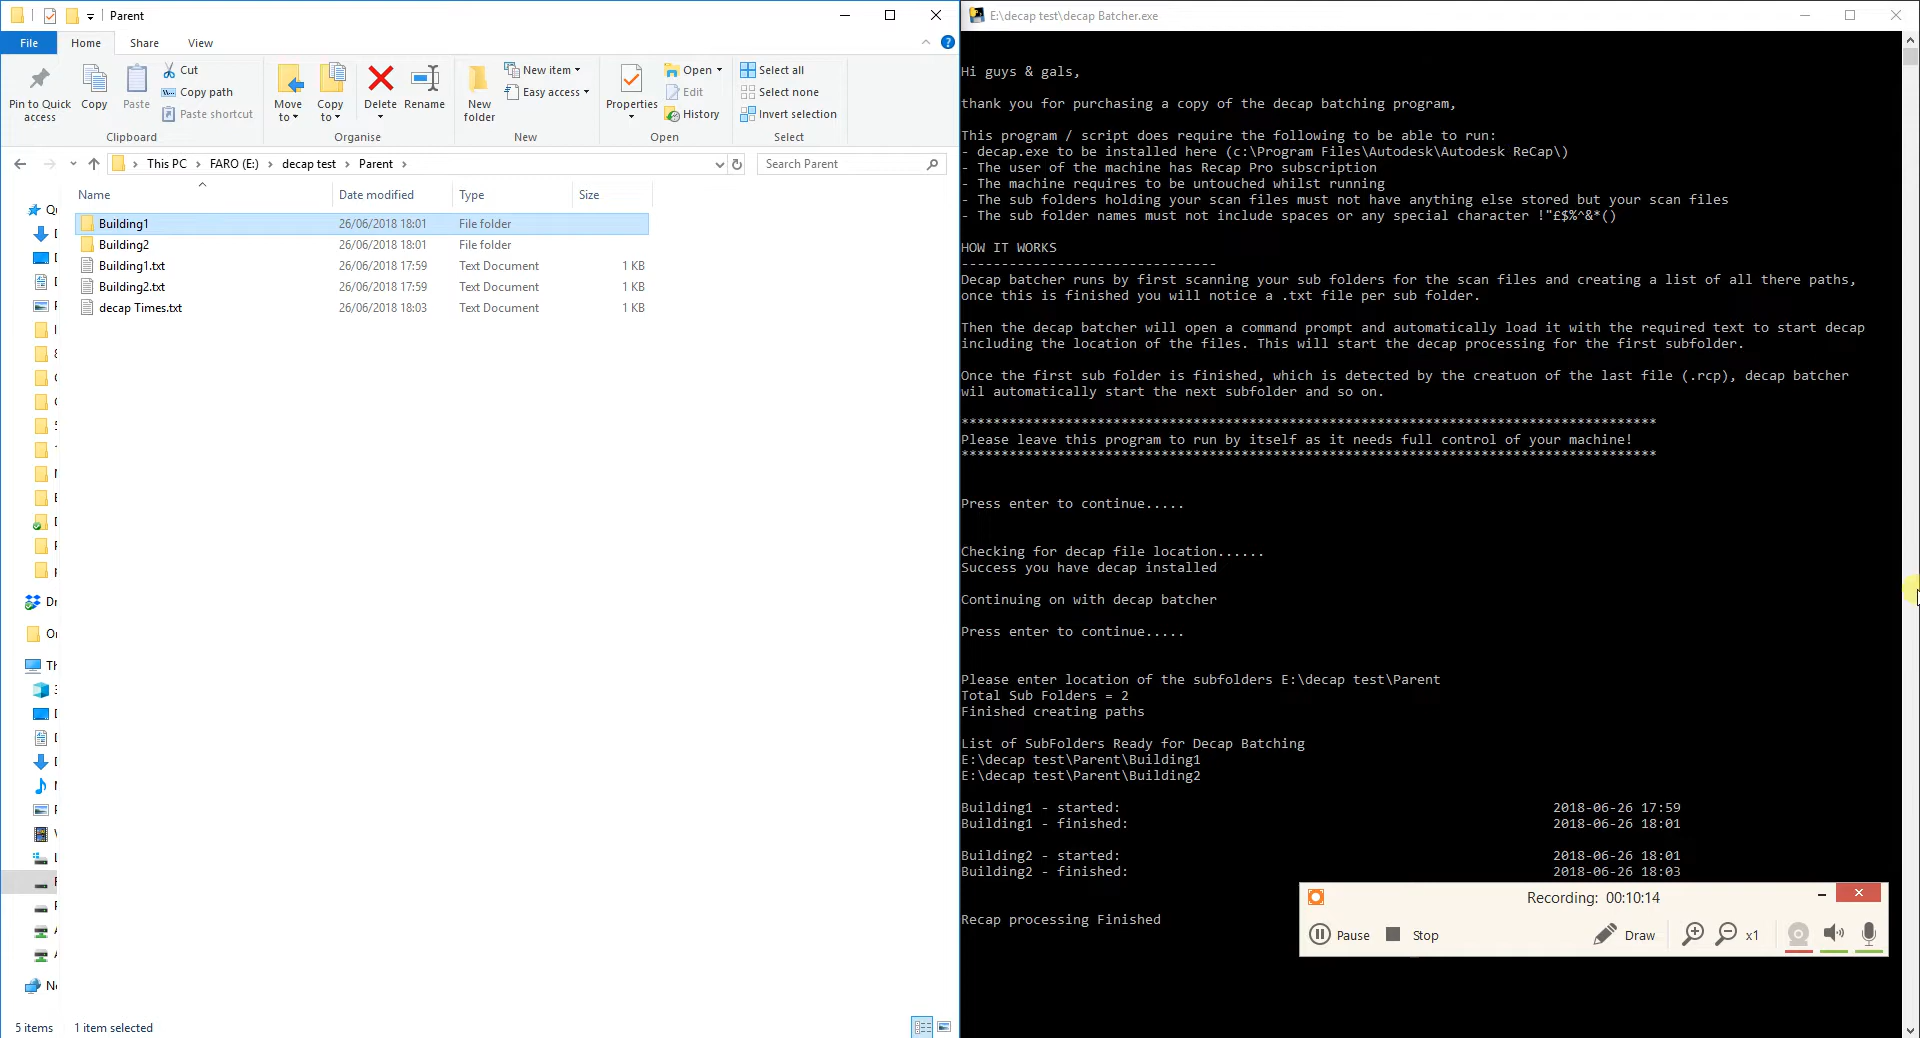 Parent
File Home Share View
Pin to Quick access
Copy
Paste
Cut
Copy path
Paste shortcut
Clipboard
Move to
Copy to
Delete
Rename
Organise
New folder
New item
Easy access
New
Properties
Open
Edit
History
Open
Select all
Select none
Invert selection
Select
This PC > FARO (E:) > decap test > Parent >
Search Parent
Name Date modified Type Size
Building1 26/06/2018 18:01 File folder
Building2 26/06/2018 18:01 File folder
Building1.txt 26/06/2018 17:59 Text Document 1 KB
Building2.txt 26/06/2018 17:59 Text Document 1 KB
decap Times.txt 26/06/2018 18:03 Text Document 1 KB
5 items 1 item selected
E:\decap test\decap Batcher.exe
Hi guys & gals,
thank you for purchasing a copy of the decap batching program,
This program / script does require the following to be able to run:
- decap.exe to be installed here (c:\Program Files\Autodesk\Autodesk ReCap\)
- The user of the machine has Recap Pro subscription
- The machine requires to be untouched whilst running
- The sub folders holding your scan files must not have anything else stored but your scan files
- The sub folder names must not include spaces or any special character !"£$%^&*()
HOW IT WORKS
--------------------------------
Decap batcher runs by first scanning your sub folders for the scan files and creating a list of all there paths,
once this is finished you will notice a .txt file per sub folder.
Then the decap batcher will open a command prompt and automatically load it with the required text to start decap
including the location of the files. This will start the decap processing for the first subfolder.
Once the first sub folder is finished, which is detected by the creatuon of the last file (.rcp), decap batcher
wil automatically start the next subfolder and so on.
***************************************************************************************
Please leave this program to run by itself as it needs full control of your machine!
***************************************************************************************
Press enter to continue.....
Checking for decap file location......
Success you have decap installed
Continuing on with decap batcher
Press enter to continue.....
Please enter location of the subfolders E:\decap test\Parent
Total Sub Folders = 2
Finished creating paths
List of SubFolders Ready for Decap Batching
E:\decap test\Parent\Building1
E:\decap test\Parent\Building2
Building1 - started: 2018-06-26 17:59
Building1 - finished: 2018-06-26 18:01
Building2 - started: 2018-06-26 18:01
Building2 - finished: 2018-06-26 18:03
Recap processing Finished
Recording: 00:10:14
Pause Stop Draw x1